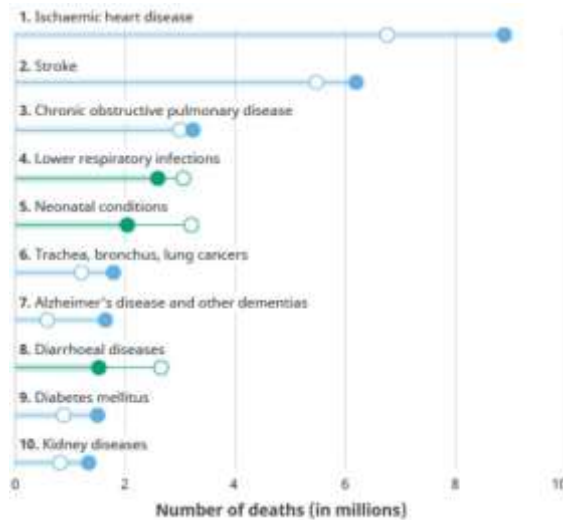 1. Ischaemic heart disease
2. Stroke
3. Chronic obstructive pulmonary disease
4. Lower respiratory infections
5. Neonatal conditions
6. Trachea, bronchus, lung cancers
7. Alzheimer's disease and other dementias
8. Diarrhoeal diseases
9. Diabetes mellitus
10. Kidney diseases
0 2 4 6 8 10
Number of deaths (in millions)